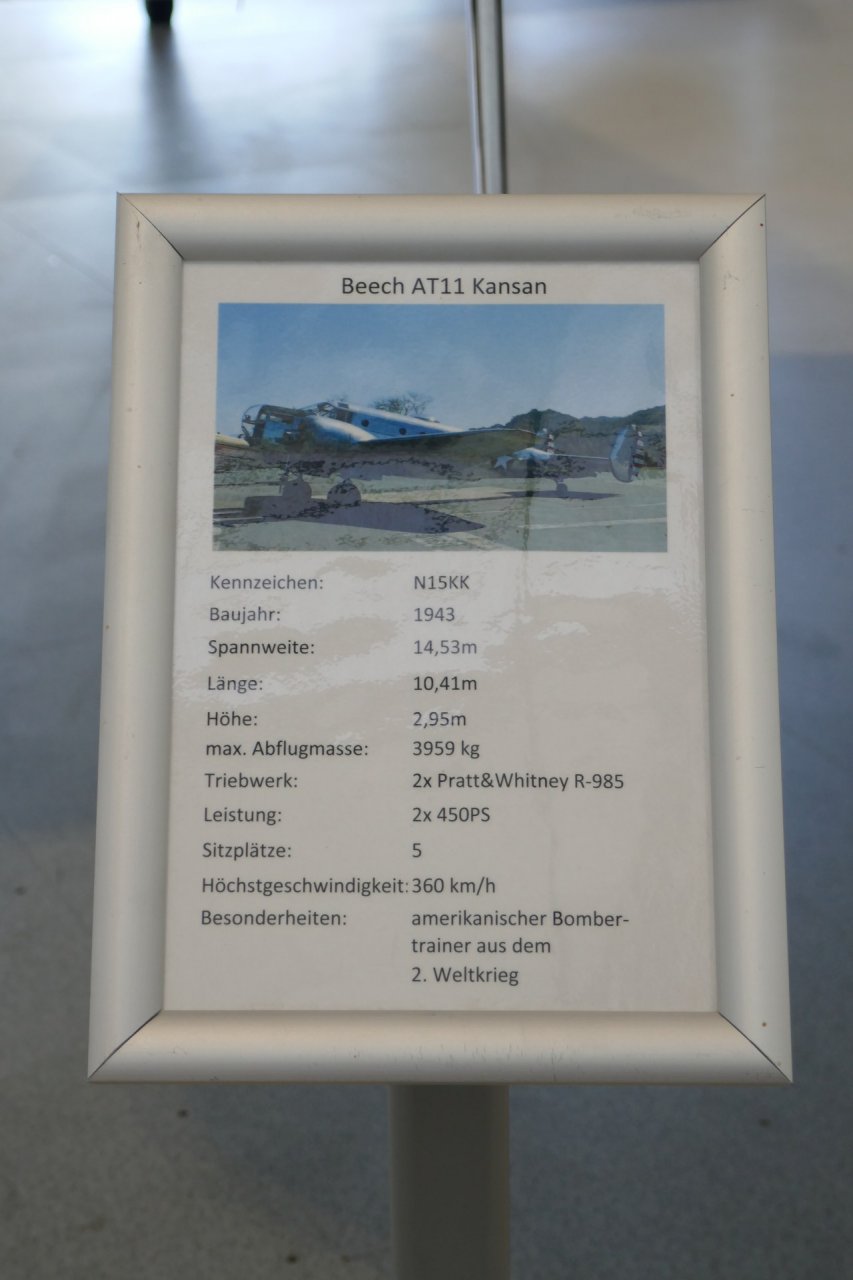 Beech AT11 Kansan
Kennzeichen: N15KK
Baujahr: 1943
Spannweite: 14,53m
Länge: 10,41m
Höhe: 2,95m
max. Abflugmasse: 3959 kg
Triebwerk: 2x Pratt&Whitney R-985
Leistung: 2x 450PS
Sitzplätze: 5
Höchstgeschwindigkeit: 360 km/h
Besonderheiten: amerikanischer Bomber-
trainer aus dem
2. Weltkrieg